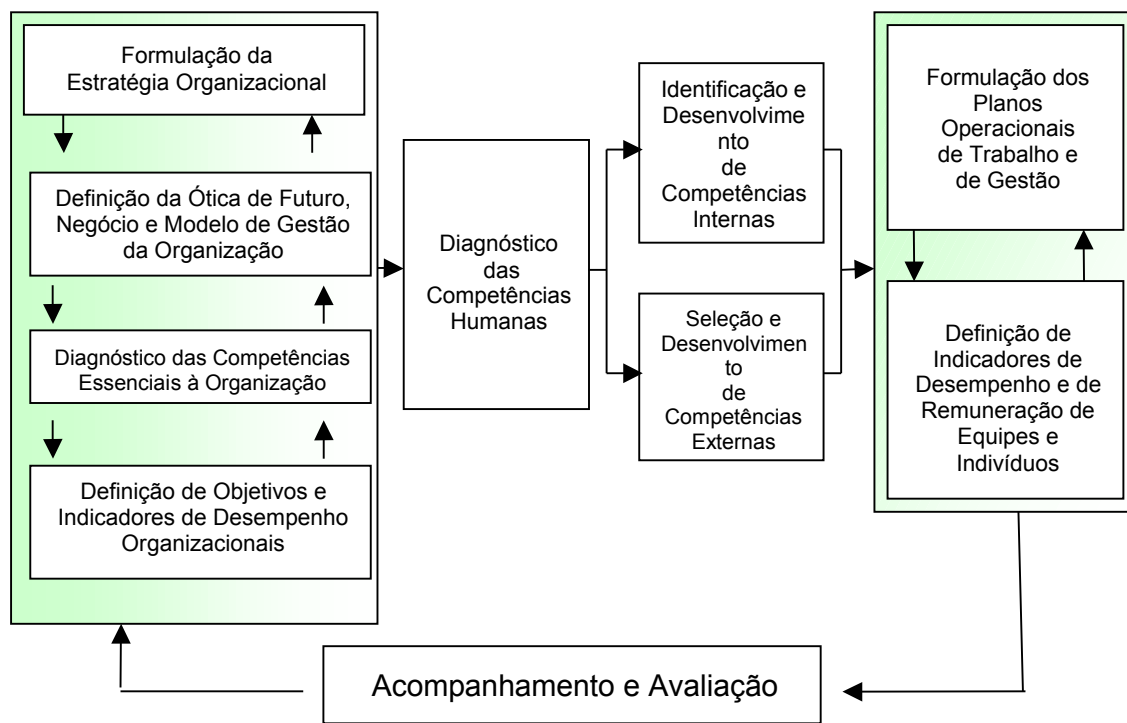 Formulação da
Estratégia Organizacional
Definição da Ótica de Futuro,
Negócio e Modelo de Gestão
da Organização
Diagnóstico das Competências
Essenciais à Organização
Definição de Objetivos e
Indicadores de Desempenho
Organizacionais
Diagnóstico
das
Competências
Humanas
Identificação e
Desenvolvime
nto
de
Competências
Internas
Seleção e
Desenvolvime
nto
de
Competências
Externas
Formulação dos
Planos
Operacionais
de Trabalho e
de Gestão
Definição de
Indicadores de
Desempenho e de
Remuneração de
Equipes e
Indivíduos
Acompanhamento e Avaliação